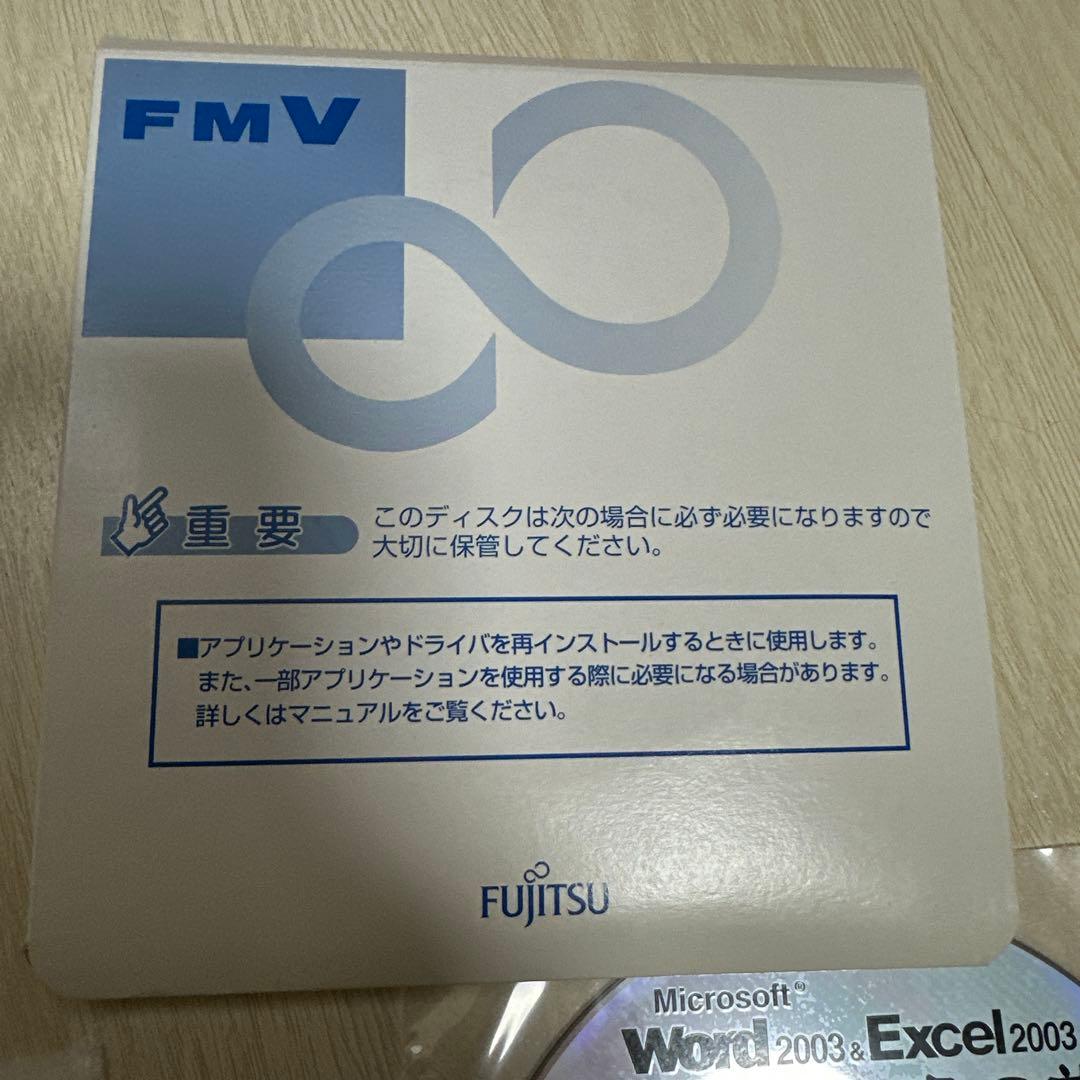 FMV
重要
このディスクは次の場合に必ず必要になりますので
大切に保管してください。
■アプリケーションやドライバを再インストールするときに使用します。
また、一部アプリケーションを使用する際に必要になる場合があります。
詳しくはマニュアルをご覧ください。
FUJITSU
Microsoft®
Word 2003 & Excel 2003